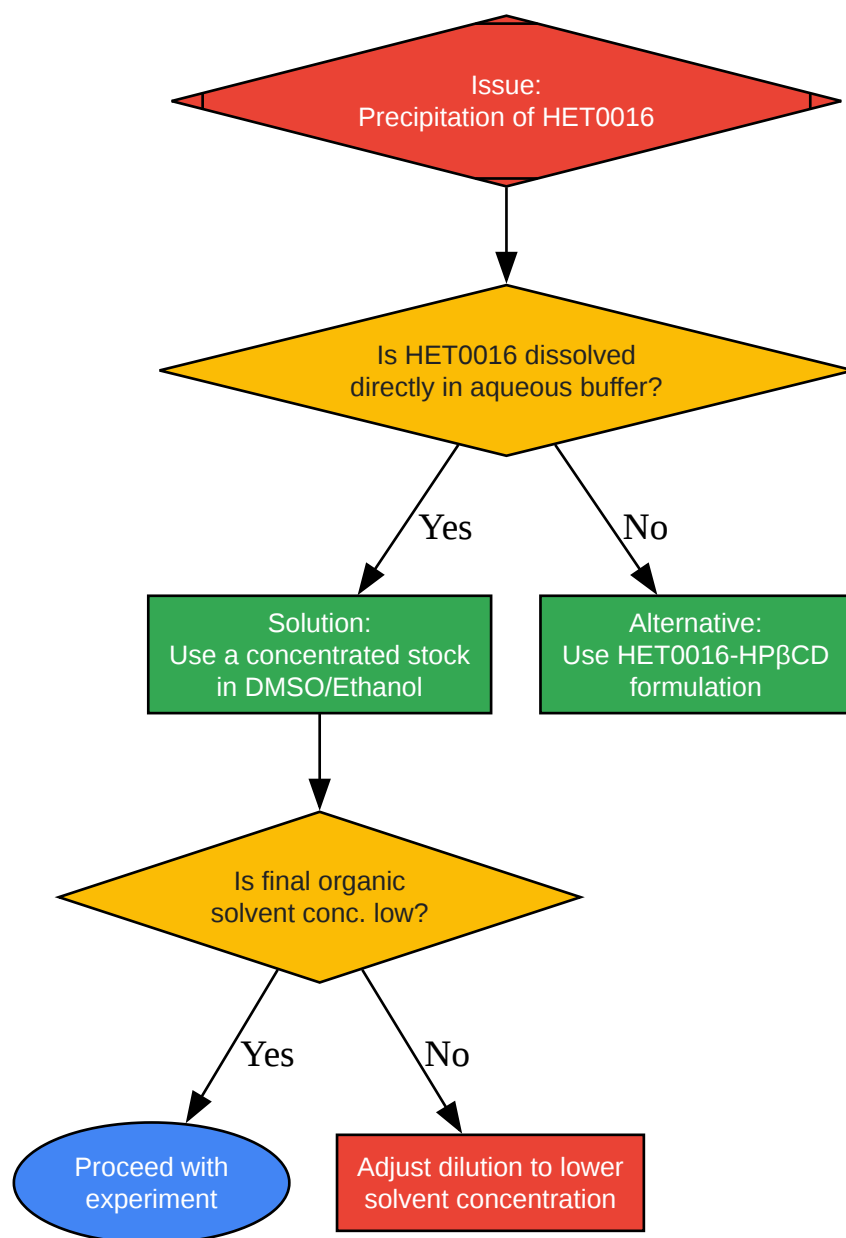 Issue:
Precipitation of HET0016
Is HET0016 dissolved
directly in aqueous buffer?
Yes
No
Solution:
Use a concentrated stock
in DMSO/Ethanol
Alternative:
Use HET0016-HPβCD
formulation
Is final organic
solvent conc. low?
Yes
No
Proceed with
experiment
Adjust dilution to lower
solvent concentration